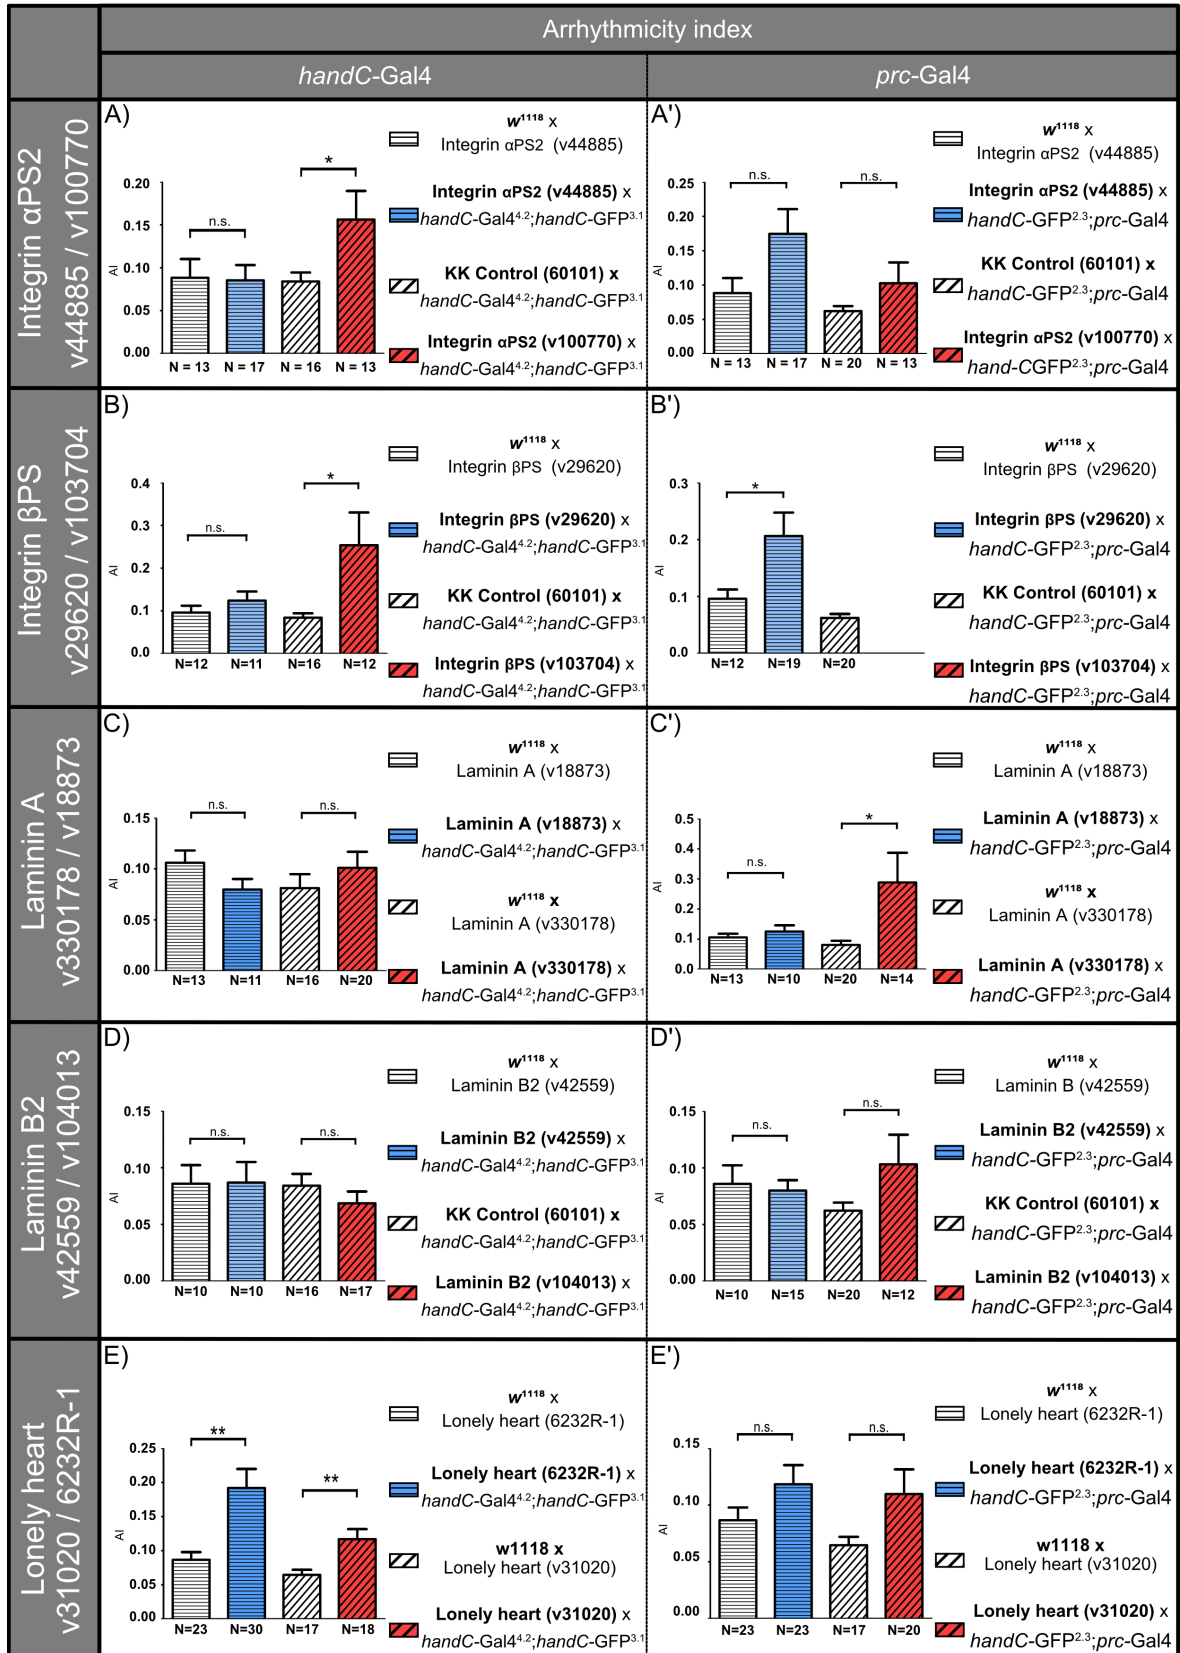 Arrhythmicity index
handC-Gal4
prc-Gal4
Integrin αPS2
v44885 / v100770
A)
w1118 x
Integrin αPS2 (v44885)
Integrin αPS2 (v44885) x
handC-Gal44.2;handC-GFP3.1
KK Control (60101) x
handC-Gal44.2;handC-GFP3.1
Integrin αPS2 (v100770) x
handC-Gal44.2;handC-GFP3.1
AI
0.20
0.15
0.10
0.05
0.00
n.s.
*
N = 13 N = 17 N = 16 N = 13
A')
w1118 x
Integrin αPS2 (v44885)
Integrin αPS2 (v44885) x
handC-GFP2.3;prc-Gal4
KK Control (60101) x
handC-GFP2.3;prc-Gal4
Integrin αPS2 (v100770) x
hand-CGFP2.3;prc-Gal4
AI
0.25
0.20
0.15
0.10
0.05
0.00
n.s.
n.s.
N = 13 N = 17 N = 20 N = 13
Integrin βPS
v29620 / v103704
B)
w1118 x
Integrin βPS (v29620)
Integrin βPS (v29620) x
handC-Gal44.2;handC-GFP3.1
KK Control (60101) x
handC-Gal44.2;handC-GFP3.1
Integrin βPS (v103704) x
handC-Gal44.2;handC-GFP3.1
AI
0.4
0.3
0.2
0.1
0.0
n.s.
*
N=12 N=11 N=16 N=12
B')
w1118 x
Integrin βPS (v29620)
Integrin βPS (v29620) x
handC-GFP2.3;prc-Gal4
KK Control (60101) x
handC-GFP2.3;prc-Gal4
Integrin βPS (v103704) x
handC-GFP2.3;prc-Gal4
AI
0.3
0.2
0.1
0.0
*
N=12 N=19 N=20
Laminin A
v330178 / v18873
C)
w1118 x
Laminin A (v18873)
Laminin A (v18873) x
handC-Gal44.2;handC-GFP3.1
w1118 x
Laminin A (v330178)
Laminin A (v330178) x
handC-Gal44.2;handC-GFP3.1
AI
0.15
0.10
0.05
0.00
n.s.
n.s.
N=13 N=11 N=16 N=20
C')
w1118 x
Laminin A (v18873)
Laminin A (v18873) x
handC-GFP2.3;prc-Gal4
w1118 x
Laminin A (v330178)
Laminin A (v330178) x
handC-GFP2.3;prc-Gal4
AI
0.5
0.4
0.3
0.2
0.1
0.0
n.s.
*
N=13 N=10 N=20 N=14
Laminin B2
v42559 / v104013
D)
w1118 x
Laminin B2 (v42559)
Laminin B2 (v42559) x
handC-Gal44.2;handC-GFP3.1
KK Control (60101) x
handC-Gal44.2;handC-GFP3.1
Laminin B2 (v104013) x
handC-Gal44.2;handC-GFP3.1
AI
0.15
0.10
0.05
0.00
n.s.
n.s.
N=10 N=10 N=16 N=17
D')
w1118 x
Laminin B (v42559)
Laminin B2 (v42559) x
handC-GFP2.3;prc-Gal4
KK Control (60101) x
handC-GFP2.3;prc-Gal4
Laminin B2 (v104013) x
handC-GFP2.3;prc-Gal4
AI
0.15
0.10
0.05
0.00
n.s.
n.s.
N=10 N=15 N=20 N=12
Lonely heart
v31020 / 6232R-1
E)
w1118 x
Lonely heart (6232R-1)
Lonely heart (6232R-1) x
handC-Gal44.2;handC-GFP3.1
w1118 x
Lonely heart (v31020)
Lonely heart (v31020) x
handC-Gal44.2;handC-GFP3.1
AI
0.25
0.20
0.15
0.10
0.05
0.00
**
**
N=23 N=30 N=17 N=18
E')
w1118 x
Lonely heart (6232R-1)
Lonely heart (6232R-1) x
handC-GFP2.3;prc-Gal4
w1118 x
Lonely heart (v31020)
Lonely heart (v31020) x
handC-GFP2.3;prc-Gal4
AI
0.15
0.10
0.05
0.00
n.s.
n.s.
N=23 N=23 N=17 N=20